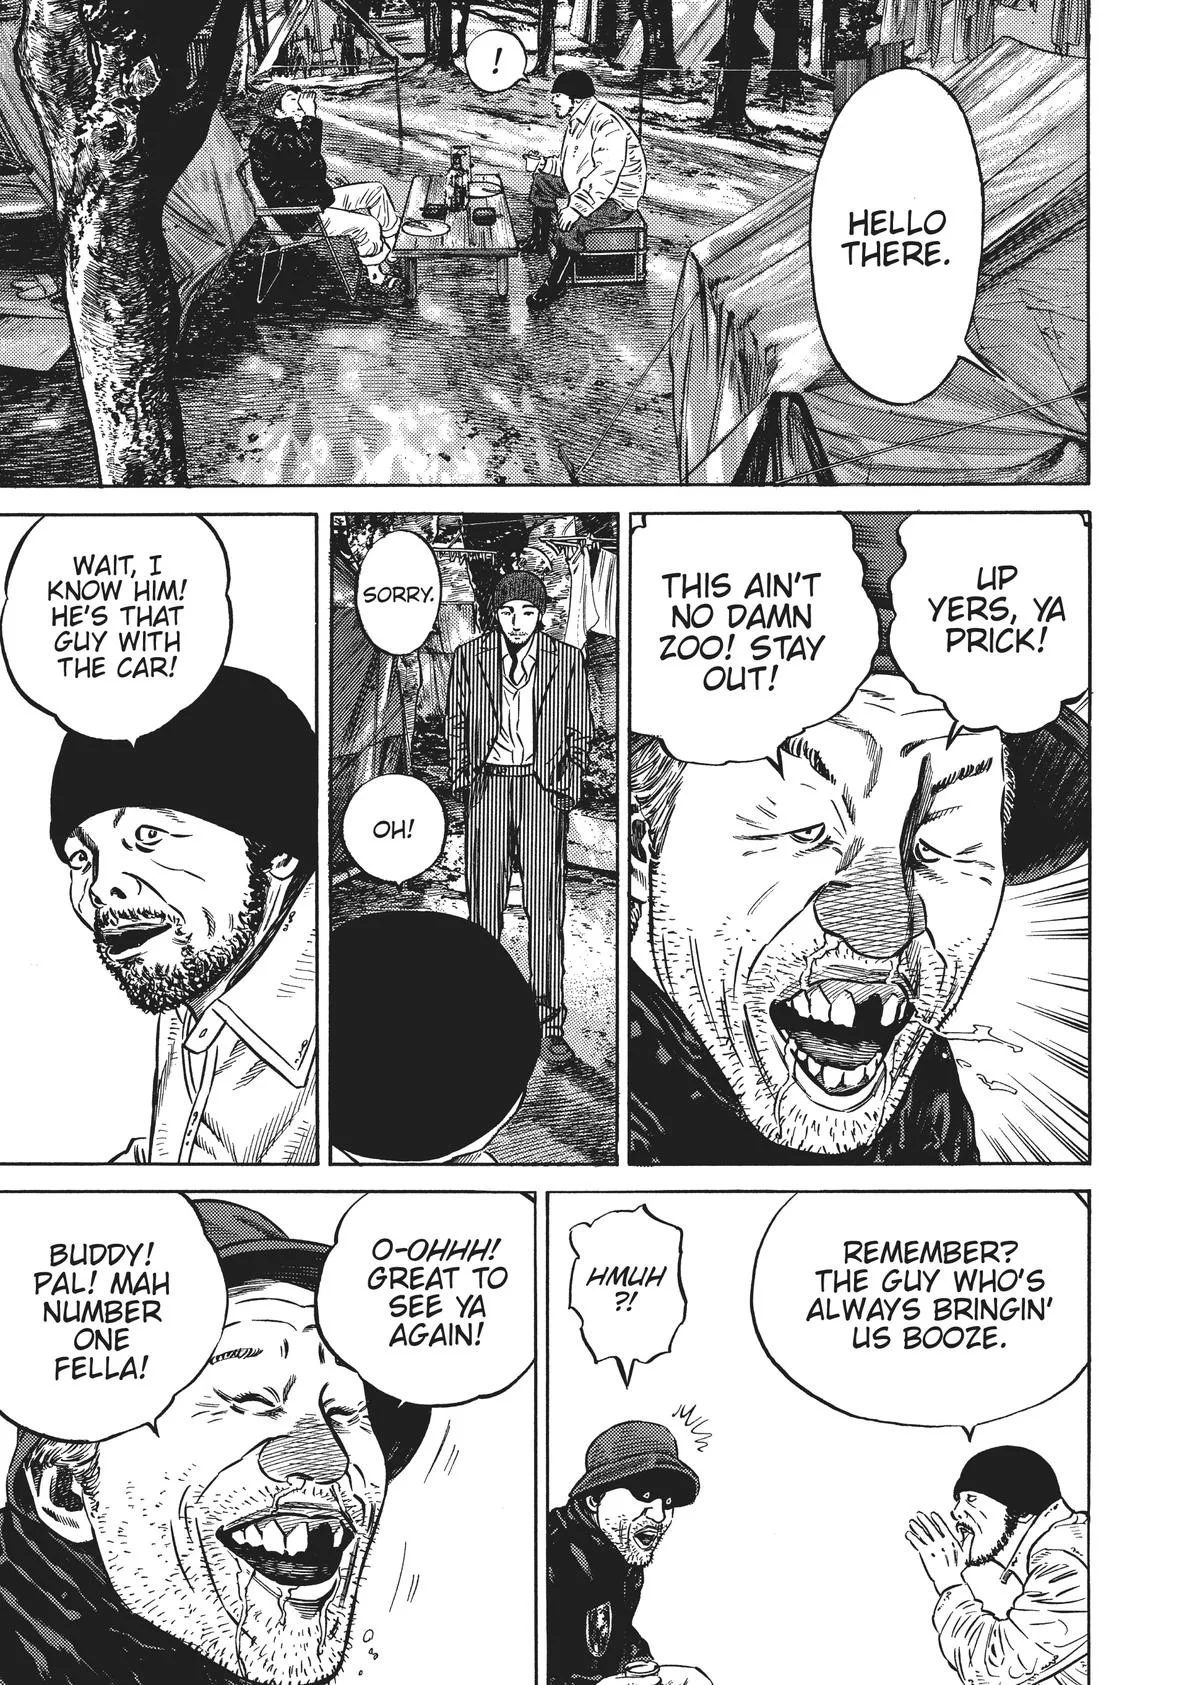 !
HELLO
THERE.
UP
YERS, YA
PRICK!
THIS AIN'T
NO DAMN
ZOO! STAY
OUT!
SORRY.
OH!
WAIT, I
KNOW HIM!
HE'S THAT
GUY WITH
THE CAR!
REMEMBER?
THE GUY WHO'S
ALWAYS BRINGIN'
US BOOZE.
HMUH
?!
O-OHHH!
GREAT TO
SEE YA
AGAIN!
BUDDY!
PAL! MAH
NUMBER
ONE
FELLA!